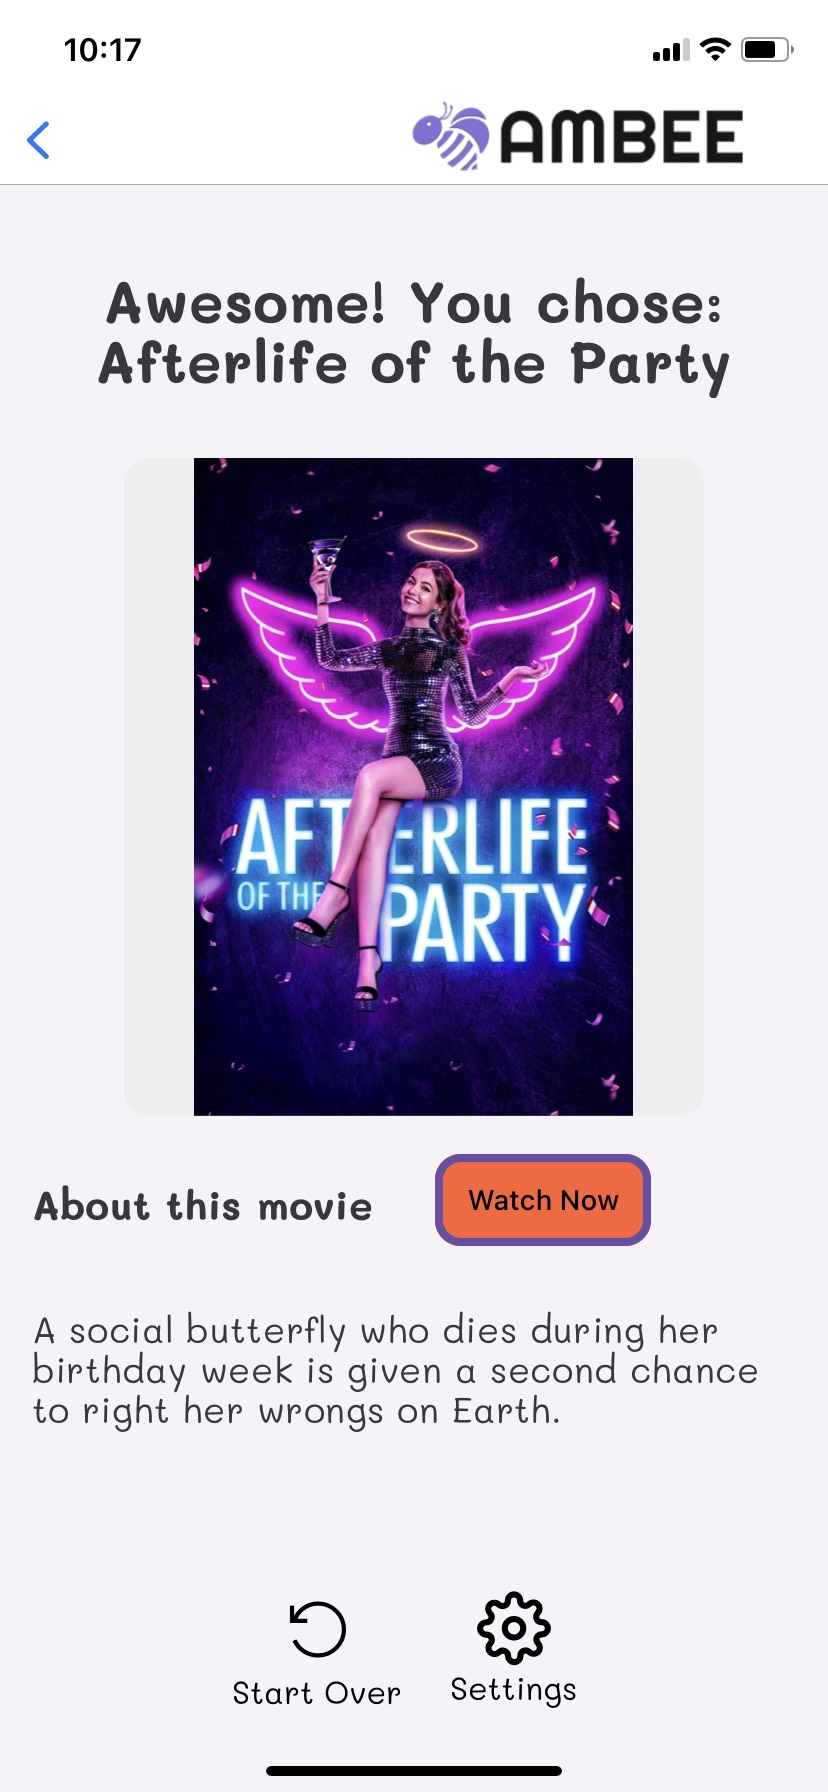 10:17
AMBEE
Awesome! You chose:
Afterlife of the Party
AFTERLIFE
OF THE PARTY
About this movie
Watch Now
A social butterfly who dies during her
birthday week is given a second chance
to right her wrongs on Earth.
Start Over
Settings